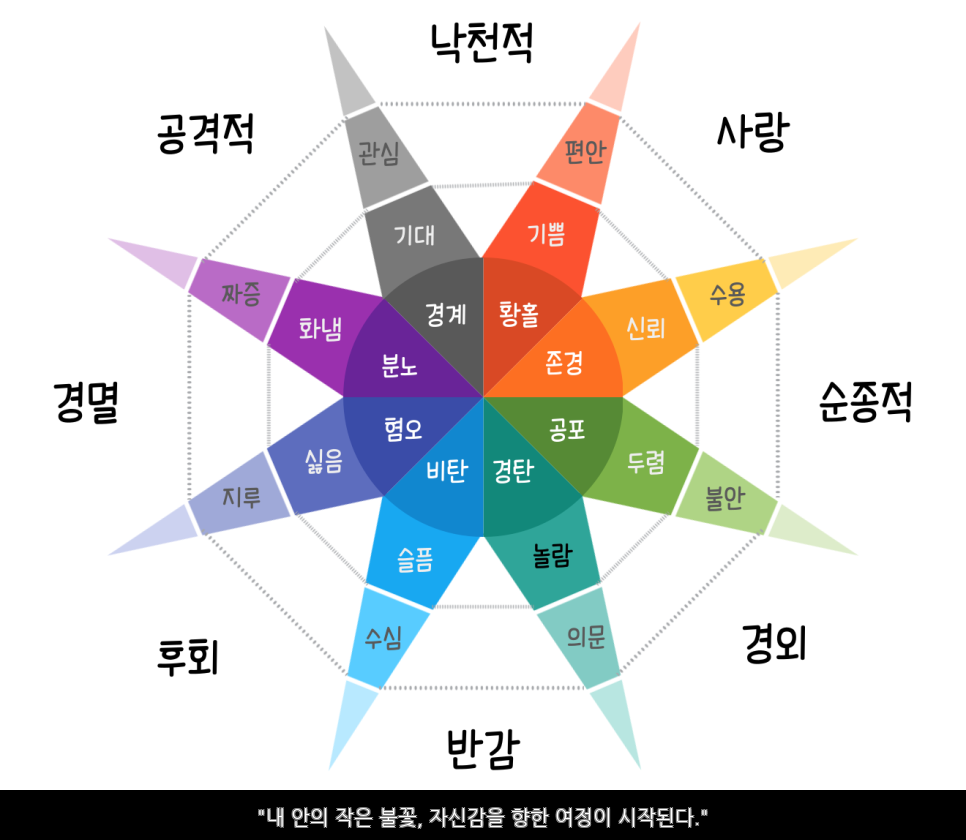 낙천적
공격적
사랑
관심
편안
기대
기쁨
짜증
수용
화냄
경계
황홀
신뢰
분노
존경
경멸
순종적
혐오
공포
싫음
비탄
경탄
두렴
지루
불안
슬픔
놀람
수심
의문
후회
경외
반감
"내 안의 작은 불꽃, 자신감을 향한 여정이 시작된다."